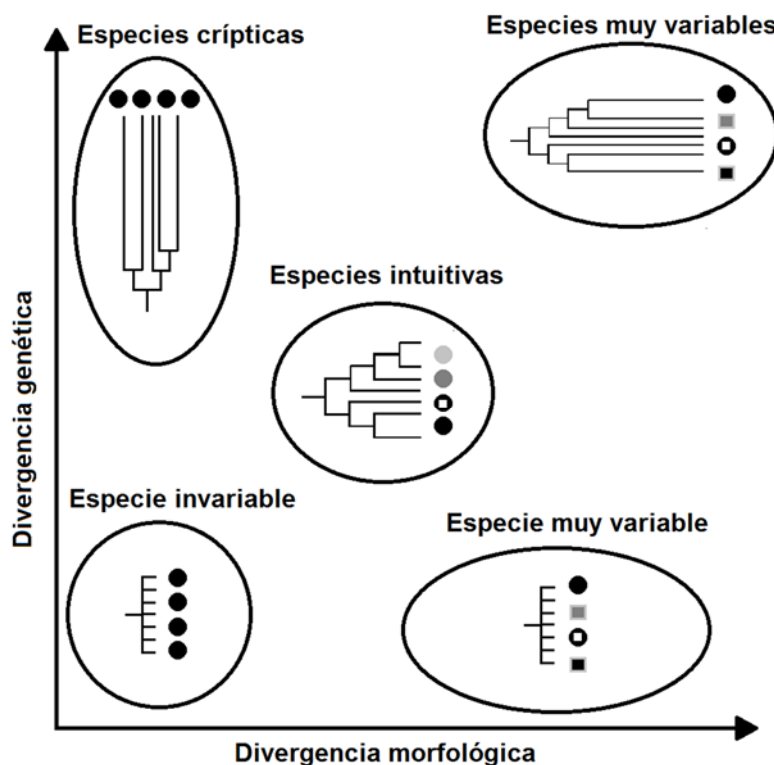 Especies crípticas
Especies muy variables
Especies intuitivas
Especie invariable
Especie muy variable
Divergencia genética
Divergencia morfológica